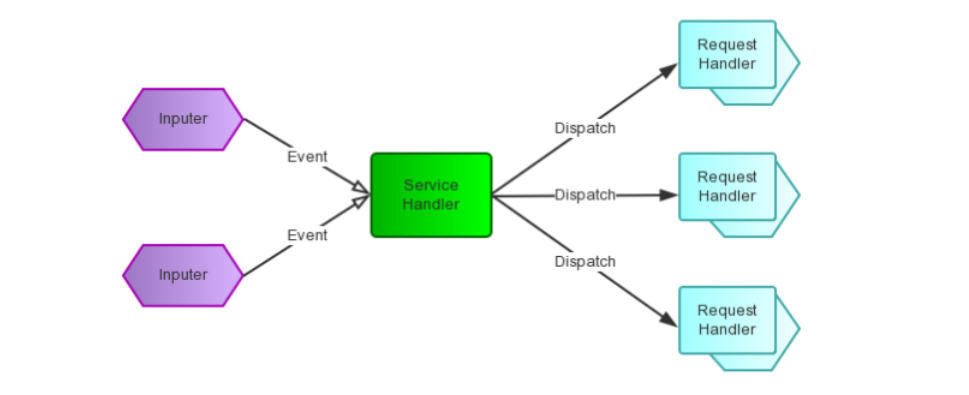 Inputer
Event
Inputer
Event
Service
Handler
Dispatch
Dispatch
Dispatch
Request
Handler
Request
Handler
Request
Handler